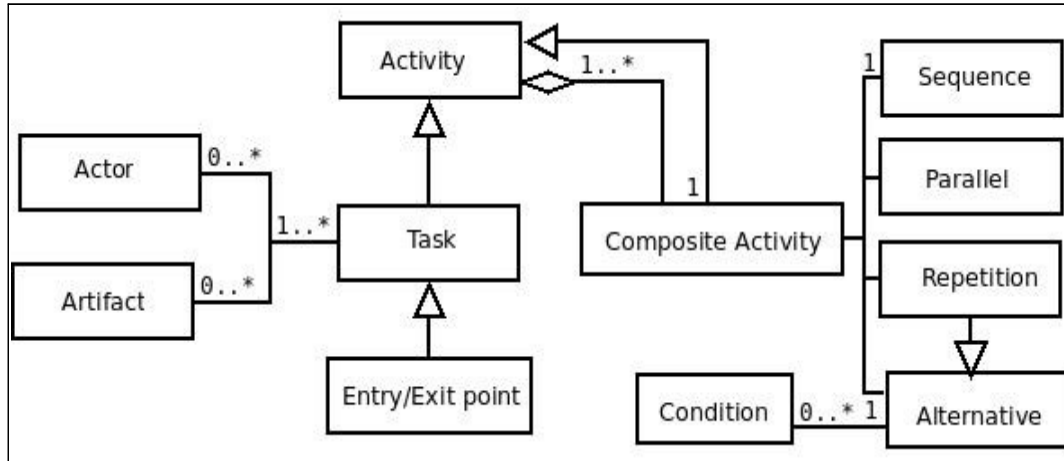 Activity
1..*
1
Sequence
Actor
0..*
Parallel
1..*
Task
1
Composite Activity
Artifact
0..*
Repetition
Entry/Exit point
Condition
0..*
1
Alternative